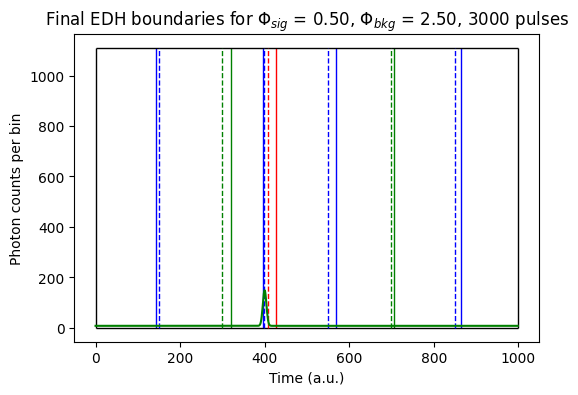 Final EDH boundaries for Φsig = 0.50, Φbkg = 2.50, 3000 pulses
Photon counts per bin
1000
800
600
400
200
0
0 200 400 600 800 1000
Time (a.u.)